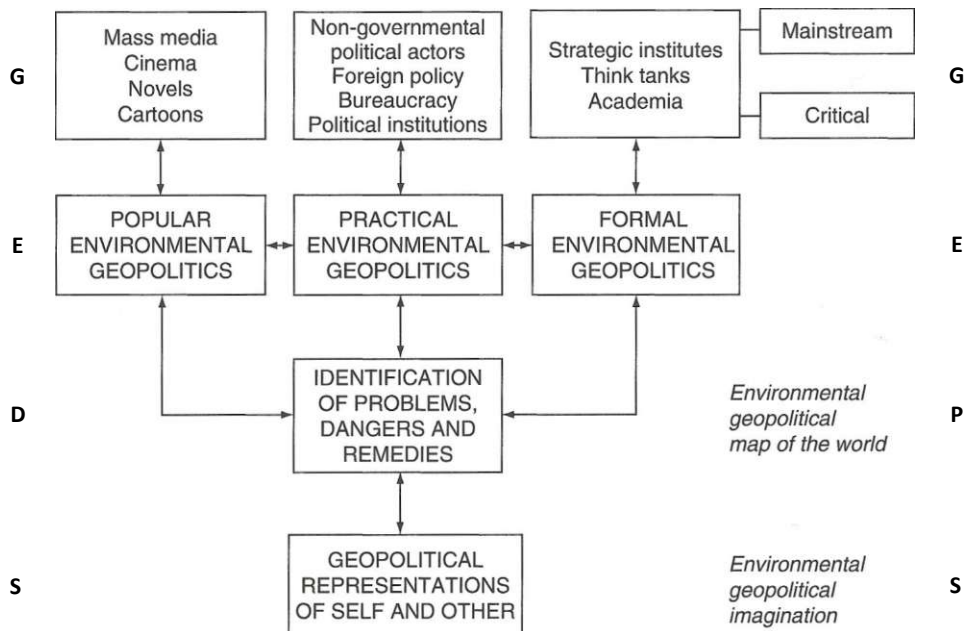 G
Mass media
Cinema
Novels
Cartoons
Non-governmental
political actors
Foreign policy
Bureaucracy
Political institutions
Strategic institutes
Think tanks
Academia
Mainstream
Critical
G
E
POPULAR
ENVIRONMENTAL
GEOPOLITICS
PRACTICAL
ENVIRONMENTAL
GEOPOLITICS
FORMAL
ENVIRONMENTAL
GEOPOLITICS
E
D
IDENTIFICATION
OF PROBLEMS,
DANGERS AND
REMEDIES
Environmental
geopolitical
map of the world
P
S
GEOPOLITICAL
REPRESENTATIONS
OF SELF AND OTHER
Environmental
geopolitical
imagination
S